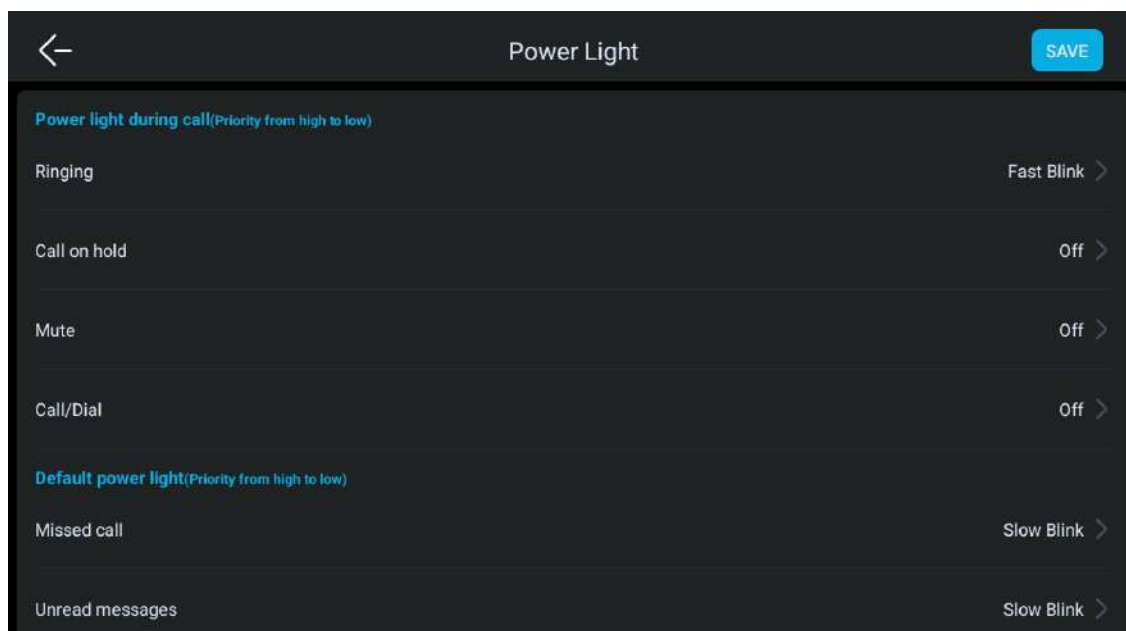 Power Light
SAVE
Power light during call(Priority from high to low)
Ringing Fast Blink
Call on hold Off
Mute Off
Call/Dial Off
Default power light(Priority from high to low)
Missed call Slow Blink
Unread messages Slow Blink